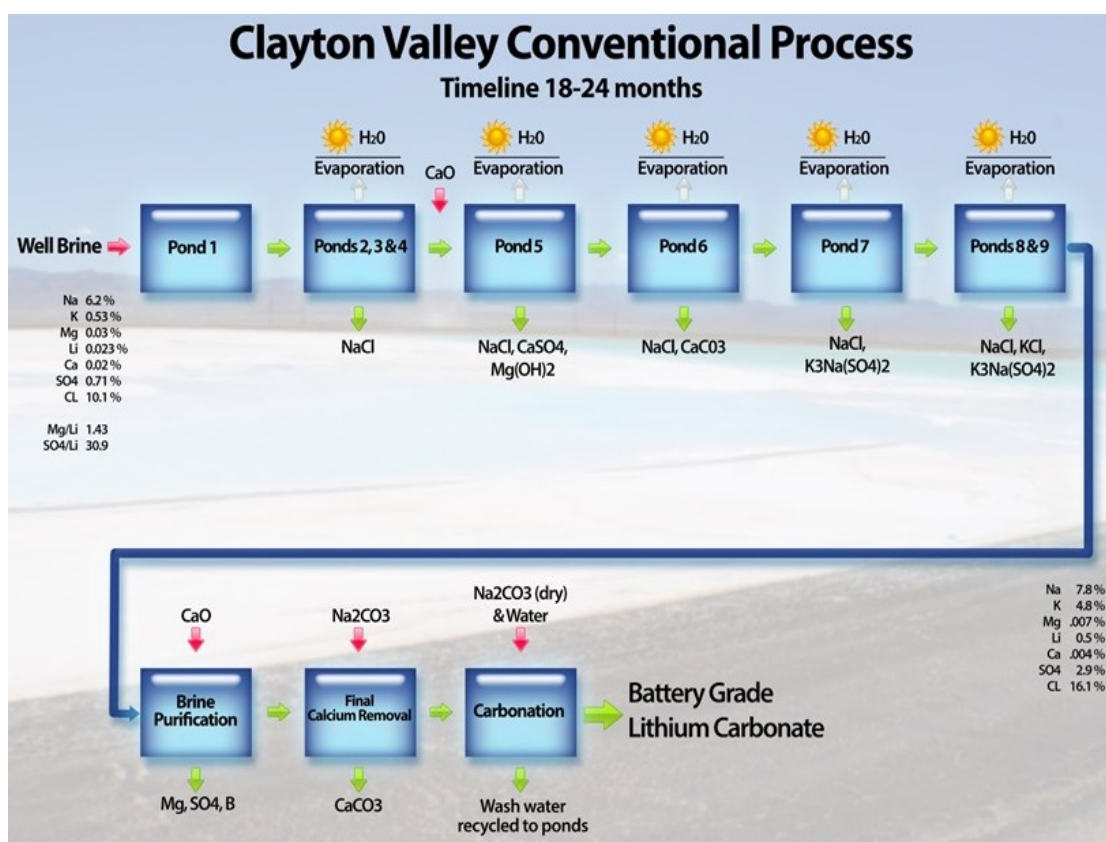 Clayton Valley Conventional Process
Timeline 18-24 months
H20
Evaporation
CaO
H20
Evaporation
H20
Evaporation
H20
Evaporation
H20
Evaporation
Well Brine
Pond 1
Ponds 2, 3 & 4
Pond 5
Pond 6
Pond 7
Ponds 8 & 9
Na 6.2 %
K 0.53 %
Mg 0.03 %
Li 0.023 %
Ca 0.02 %
SO4 0.71 %
CL 10.1 %
Mg/Li 1.43
SO4/Li 30.9
NaCl
NaCl, CaSO4,
Mg(OH)2
NaCl, CaC03
NaCl,
K3Na(SO4)2
NaCl, KCl,
K3Na(SO4)2
Na 7.8 %
K 4.8 %
Mg .007 %
Li 0.5 %
Ca .004 %
SO4 2.9 %
CL 16.1 %
CaO
Na2CO3
Na2CO3 (dry)
& Water
Brine
Purification
Final
Calcium Removal
Carbonation
Battery Grade
Lithium Carbonate
Mg, SO4, B
CaCO3
Wash water
recycled to ponds